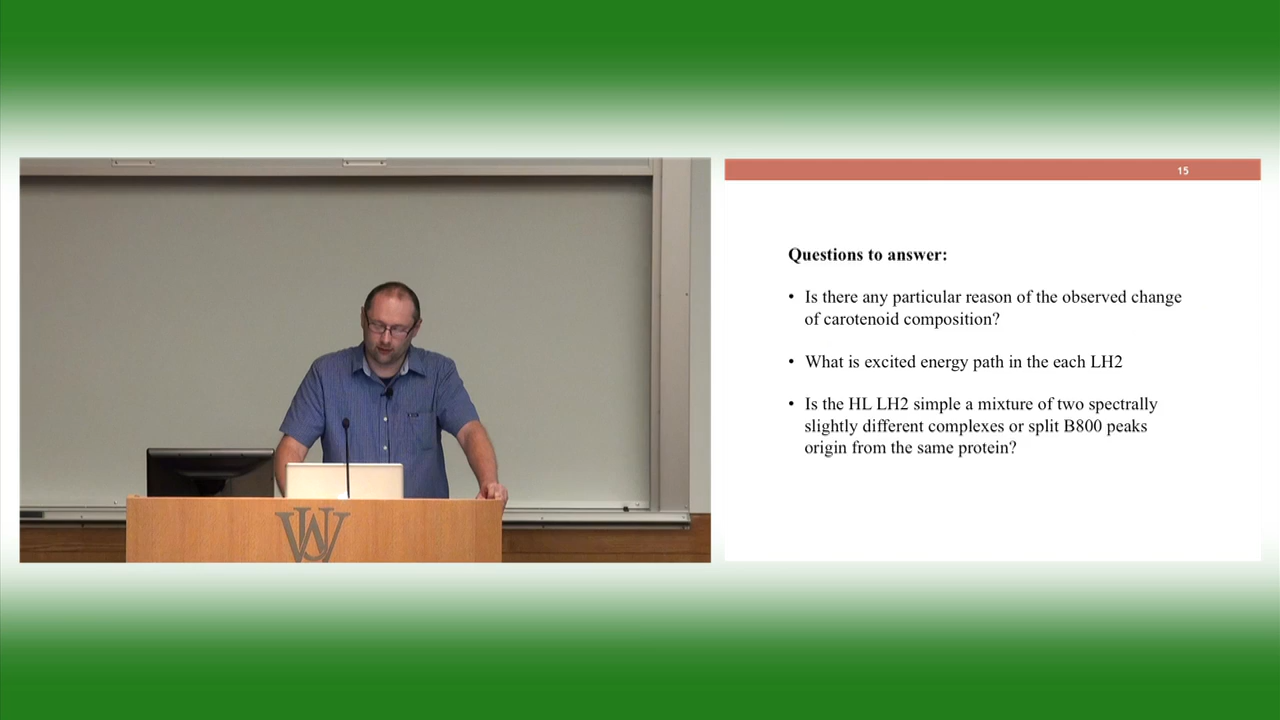 15
Questions to answer:
• Is there any particular reason of the observed change
of carotenoid composition?
• What is excited energy path in the each LH2
• Is the HL LH2 simple a mixture of two spectrally
slightly different complexes or split B800 peaks
origin from the same protein?
WU